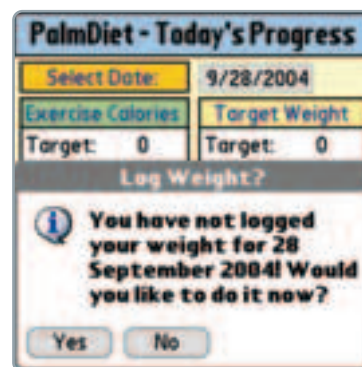 PalmDiet - Today's Progress
Select Date: 9/28/2004
Exercise Calories Target Weight
Target: 0 Target: 0
Log Weight?
You have not logged
your weight for 28
September 2004! Would
you like to do it now?
Yes No